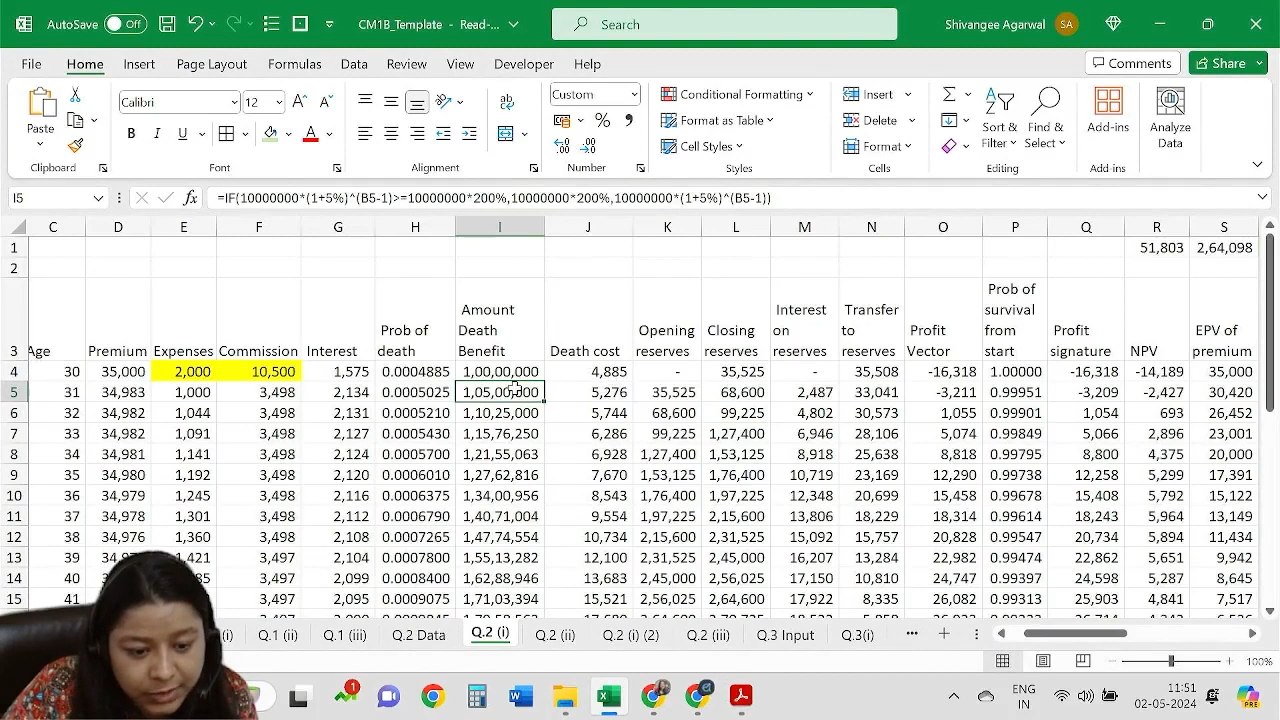 AutoSave Off CM1B_Template - Read-... Search Shivangee Agarwal SA
File Home Insert Page Layout Formulas Data Review View Developer Help Comments Share
Paste Clipboard
Calibri 12 B I U Font
Alignment
Custom % Number
Conditional Formatting Format as Table Cell Styles Styles
Insert Delete Format Cells
Sort & Filter Find & Select Editing
Add-ins Add-ins
Analyze Data
I5 fx =IF(10000000*(1+5%)^(B5-1)>=10000000*200%,10000000*200%,10000000*(1+5%)^(B5-1))
C D E F G H I J K L M N O P Q R S
1 51,803 2,64,098
2
3 Age Premium Expenses Commission Interest Prob of death Amount Death Benefit Death cost Opening reserves Closing reserves Interest on reserves Transfer to reserves Profit Vector Prob of survival from start Profit signature NPV EPV of premium
4 30 35,000 2,000 10,500 1,575 0.0004885 1,00,00,000 4,885 - 35,525 - 35,508 -16,318 1.00000 -16,318 -14,189 35,000
5 31 34,983 1,000 3,498 2,134 0.0005025 1,05,00,000 5,276 35,525 68,600 2,487 33,041 -3,211 0.99951 -3,209 -2,427 30,420
6 32 34,982 1,044 3,498 2,131 0.0005210 1,10,25,000 5,744 68,600 99,225 4,802 30,573 1,055 0.99901 1,054 693 26,452
7 33 34,982 1,091 3,498 2,127 0.0005430 1,15,76,250 6,286 99,225 1,27,400 6,946 28,106 5,074 0.99849 5,066 2,896 23,001
8 34 34,981 1,141 3,498 2,124 0.0005700 1,21,55,063 6,928 1,27,400 1,53,125 8,918 25,638 8,818 0.99795 8,800 4,375 20,000
9 35 34,980 1,192 3,498 2,120 0.0006010 1,27,62,816 7,670 1,53,125 1,76,400 10,719 23,169 12,290 0.99738 12,258 5,299 17,391
10 36 34,979 1,245 3,498 2,116 0.0006375 1,34,00,956 8,543 1,76,400 1,97,225 12,348 20,699 15,458 0.99678 15,408 5,792 15,122
11 37 34,978 1,301 3,498 2,112 0.0006790 1,40,71,004 9,554 1,97,225 2,15,600 13,806 18,229 18,314 0.99614 18,243 5,964 13,149
12 38 34,976 1,360 3,498 2,108 0.0007265 1,47,74,554 10,734 2,15,600 2,31,525 15,092 15,757 20,828 0.99547 20,734 5,894 11,434
13 39 1,421 3,497 2,104 0.0007800 1,55,13,282 12,100 2,31,525 2,45,000 16,207 13,284 22,982 0.99474 22,862 5,651 9,942
14 40 3,497 2,099 0.0008400 1,62,88,946 13,683 2,45,000 2,56,025 17,150 10,810 24,747 0.99397 24,598 5,287 8,645
15 41 3,497 2,095 0.0009075 1,71,03,394 15,521 2,56,025 2,64,600 17,922 8,335 26,082 0.99313 25,903 4,841 7,517
Q.1 (ii) Q.1 (iii) Q.2 Data Q.2 (i) Q.2 (ii) Q.2 (i) (2) Q.2 (iii) Q.3 Input Q.3(i)
100%
ENG IN 11:51 02-05-2024